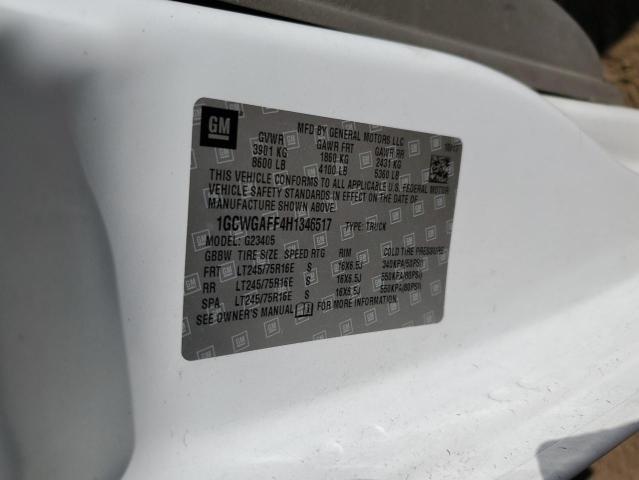 GM
MFD BY GENERAL MOTORS LLC
GVWR GAWR FRT GAWR RR
3901 KG 1860 KG 2431 KG
8600 LB 4100 LB 5360 LB
THIS VEHICLE CONFORMS TO ALL APPLICABLE U.S. FEDERAL MOTOR
VEHICLE SAFETY STANDARDS IN EFFECT ON THE DATE OF
MANUFACTURE SHOWN ABOVE.
1GCWGAFF4H1346517 TYPE: TRUCK
MODEL: G23405
GBBW TIRE SIZE SPEED RTG RIM COLD TIRE PRESSURE
FRT LT245/75R16E S 16X6.5J 340KPA(50PSI)
RR LT245/75R16E S 16X6.5J 550KPA(80PSI)
SPA LT245/75R16E S 16X6.5J 550KPA(80PSI)
SEE OWNER'S MANUAL FOR MORE INFORMATION.